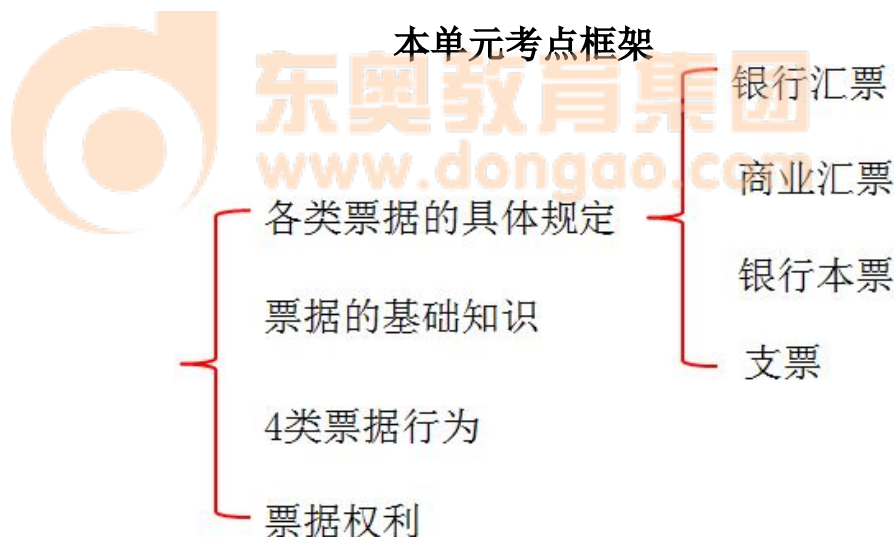 本单元考点框架
东奥教育集团
www.dongao.com
银行汇票
商业汇票
各类票据的具体规定
银行本票
票据的基础知识
支票
4类票据行为
票据权利